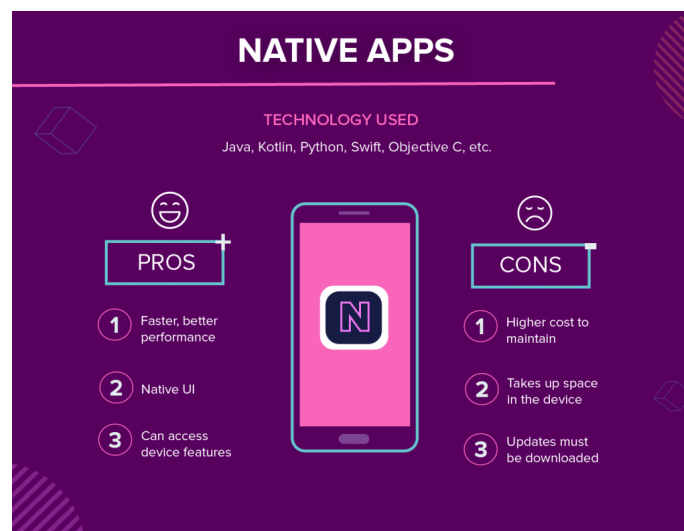 NATIVE APPS
TECHNOLOGY USED
Java, Kotlin, Python, Swift, Objective C, etc.
PROS
1 Faster, better
performance
2 Native UI
3 Can access
device features
N
CONS
1 Higher cost to
maintain
2 Takes up space
in the device
3 Updates must
be downloaded